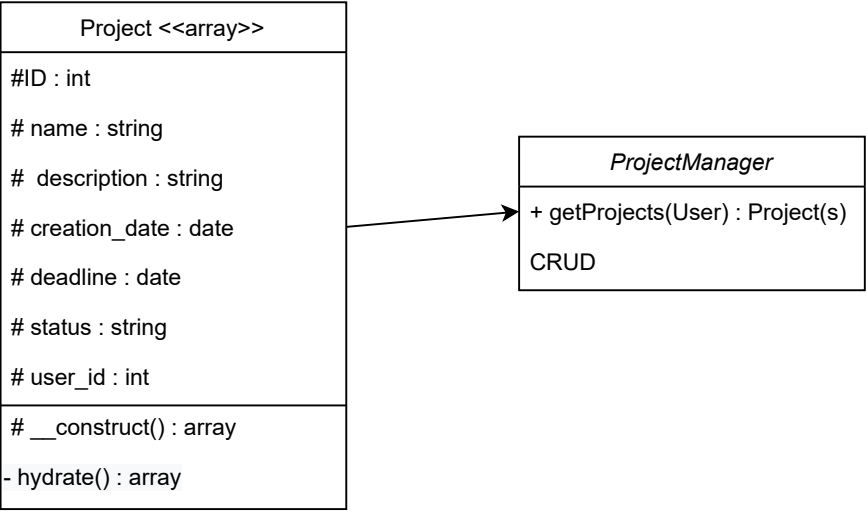 Project <<array>>
#ID : int
# name : string
#  description : string
# creation_date : date
# deadline : date
# status : string
# user_id : int
# __construct() : array
- hydrate() : array
ProjectManager
+ getProjects(User) : Project(s)
CRUD